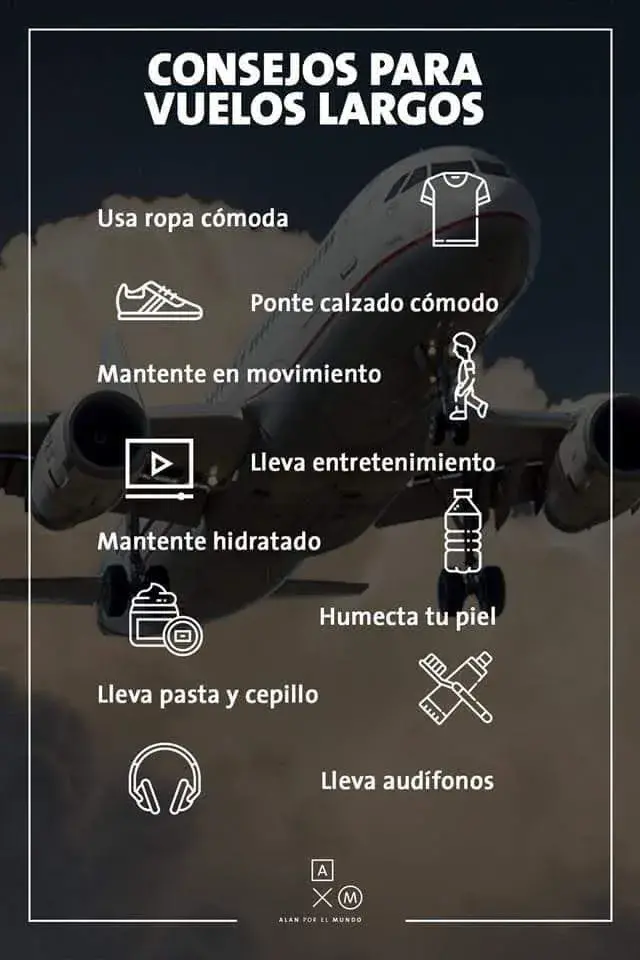 CONSEJOS PARA
VUELOS LARGOS
Usa ropa cómoda
Ponte calzado cómodo
Mantente en movimiento
Lleva entretenimiento
Mantente hidratado
Humecta tu piel
Lleva pasta y cepillo
Lleva audífonos
A
X M
ALAN POR EL MUNDO